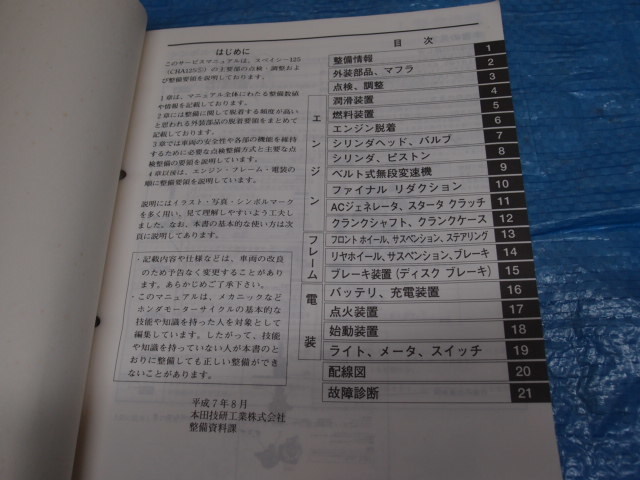 はじめに
このサービスマニュアルは、スペイシー125
(CHA125Ⓢ) の主要部の点検・調整およ
び整備要領を説明しております。
1 章は、マニュアル全体にわたる整備数値
や情報を記載しております。
2 章には整備に関して脱着する頻度が高い
と思われる外装部品の脱着要領をまとめて
記載しております。
3 章では車両の安全性や各部の機能を維持
するために必要な点検整備方式と主要な点
検整備の要領を説明しています。
4 章以後は、エンジン・フレーム・電装の
順に整備要領を説明しています。
説明にはイラスト・写真・シンボルマーク
を多く用い、見て理解しやすいよう工夫し
ました。なお、本書の基本的な使い方は次
頁に説明してあります。
・記載内容や仕様などは、車両の改良
のため予告なく変更することがあり
ます。あらかじめご了承下さい。
・このマニュアルは、メカニックなど
ホンダモーターサイクルの基本的な
技能や知識を持った人を対象として
編集しています。したがって、技能
や知識を持っていない人が本書のと
おりに整備しても正しい整備ができ
ないことがあります。
平成7年8月
本田技研工業株式会社
整備資料課
目 次
整備情報 1
外装部品、マフラ 2
点検、調整 3
エンジン
潤滑装置 4
燃料装置 5
エンジン脱着 6
シリンダヘッド、バルブ 7
シリンダ、ピストン 8
ベルト式無段変速機 9
ファイナル リダクション 10
ACジェネレータ、スタータ クラッチ 11
クランクシャフト、クランクケース 12
フレーム
フロント ホイール、サスペンション、ステアリング 13
リヤホイール、サスペンション、ブレーキ 14
ブレーキ装置 (ディスク ブレーキ) 15
電装
バッテリ、充電装置 16
点火装置 17
始動装置 18
ライト、メータ、スイッチ 19
配線図 20
故障診断 21